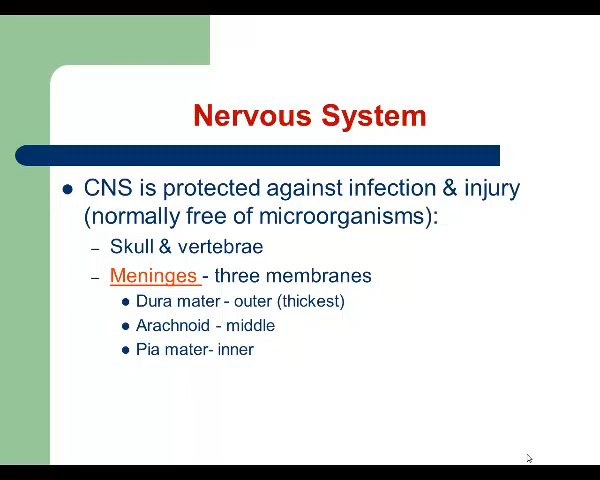 Nervous System
● CNS is protected against infection & injury
(normally free of microorganisms):
– Skull & vertebrae
– Meninges - three membranes
● Dura mater - outer (thickest)
● Arachnoid - middle
● Pia mater- inner